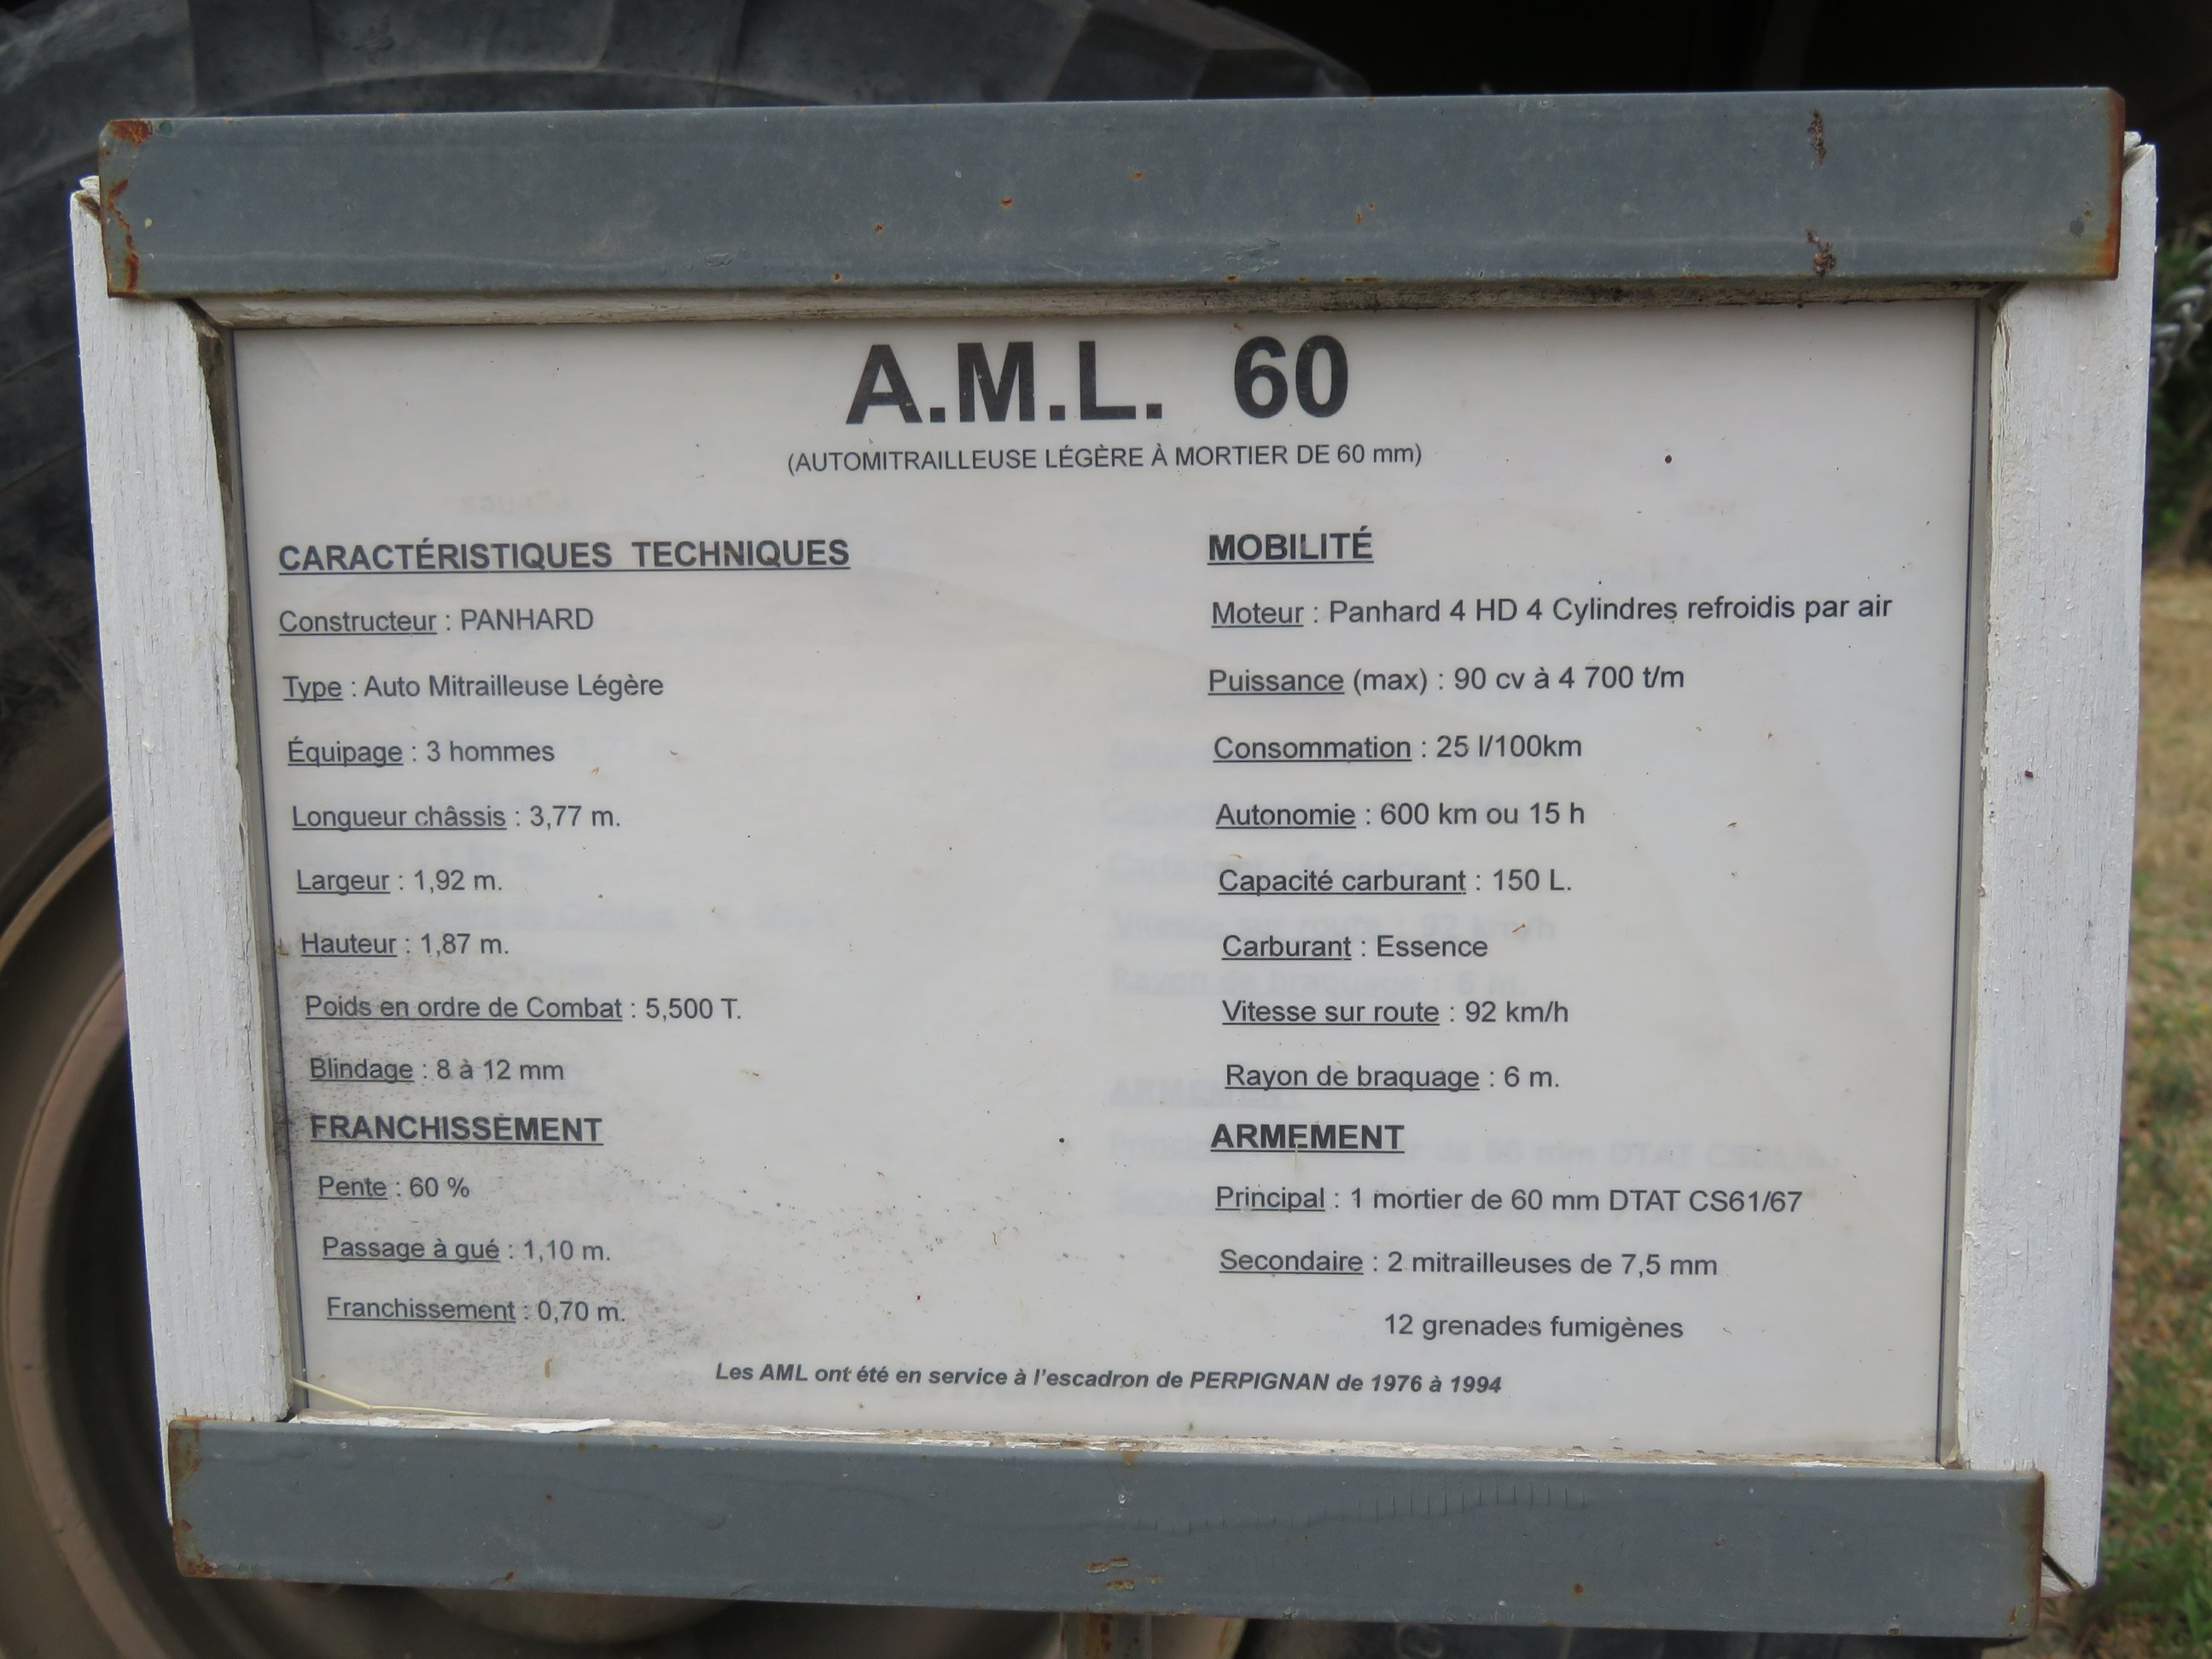 A.M.L. 60
(AUTOMITRAILLEUSE LÉGÈRE À MORTIER DE 60 mm)
CARACTÉRISTIQUES TECHNIQUES
Constructeur : PANHARD
Type : Auto Mitrailleuse Légère
Équipage : 3 hommes
Longueur châssis : 3,77 m.
Largeur : 1,92 m.
Hauteur : 1,87 m.
Poids en ordre de Combat : 5,500 T.
Blindage : 8 à 12 mm
FRANCHISSEMENT
Pente : 60 %
Passage à gué : 1,10 m.
Franchissement : 0,70 m.
MOBILITÉ
Moteur : Panhard 4 HD 4 Cylindres refroidis par air
Puissance (max) : 90 cv à 4 700 t/m
Consommation : 25 l/100km
Autonomie : 600 km ou 15 h
Capacité carburant : 150 L.
Carburant : Essence
Vitesse sur route : 92 km/h
Rayon de braquage : 6 m.
ARMEMENT
Principal : 1 mortier de 60 mm DTAT CS61/67
Secondaire : 2 mitrailleuses de 7,5 mm
12 grenades fumigènes
Les AML ont été en service à l'escadron de PERPIGNAN de 1976 à 1994